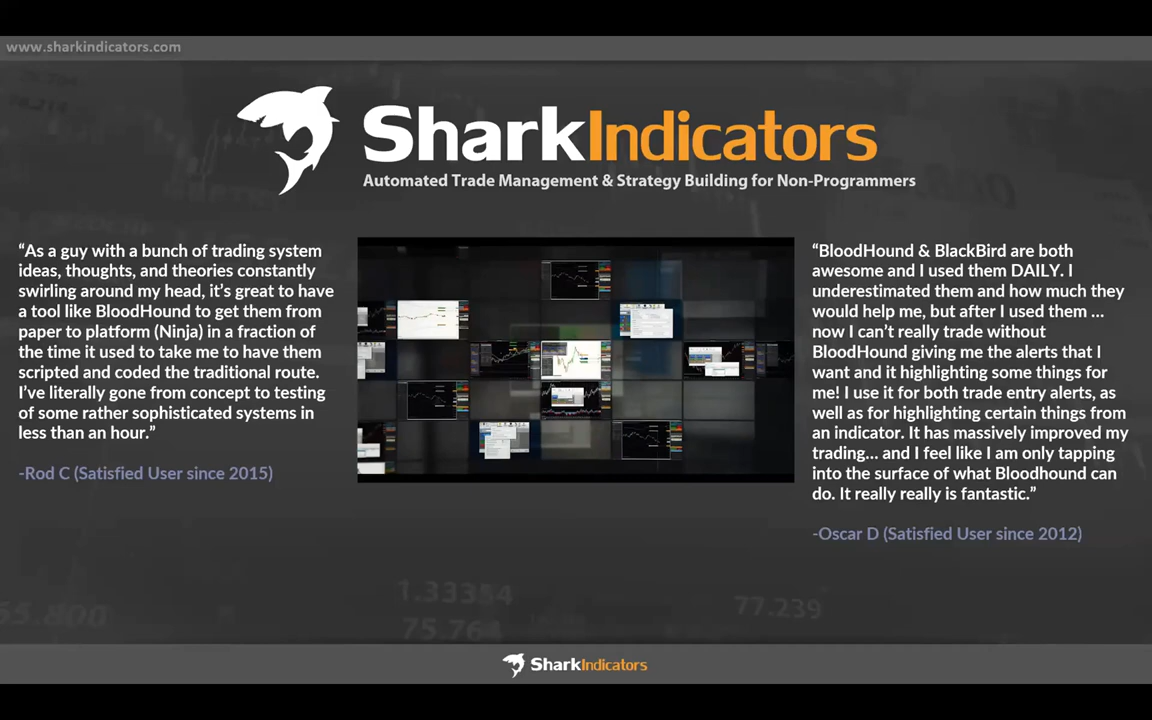 www.sharkindicators.com
SharkIndicators
Automated Trade Management & Strategy Building for Non-Programmers
“As a guy with a bunch of trading system
ideas, thoughts, and theories constantly
swirling around my head, it’s great to have
a tool like BloodHound to get them from
paper to platform (Ninja) in a fraction of
the time it used to take me to have them
scripted and coded the traditional route.
I’ve literally gone from concept to testing
of some rather sophisticated systems in
less than an hour.”
-Rod C (Satisfied User since 2015)
“BloodHound & BlackBird are both
awesome and I used them DAILY. I
underestimated them and how much they
would help me, but after I used them ...
now I can’t really trade without
BloodHound giving me the alerts that I
want and it highlighting some things for
me! I use it for both trade entry alerts, as
well as for highlighting certain things from
an indicator. It has massively improved my
trading... and I feel like I am only tapping
into the surface of what Bloodhound can
do. It really really is fantastic.”
-Oscar D (Satisfied User since 2012)
1.33354
75.764
77.239
SharkIndicators